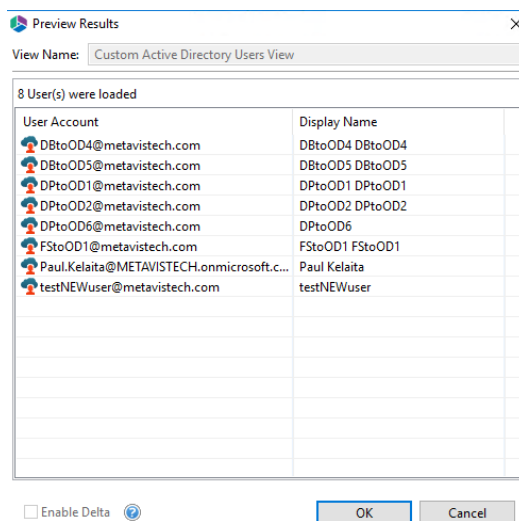 Preview Results
View Name: Custom Active Directory Users View
8 User(s) were loaded
User Account Display Name
DBtoOD4@metavistech.com DBtoOD4 DBtoOD4
DBtoOD5@metavistech.com DBtoOD5 DBtoOD5
DPtoOD1@metavistech.com DPtoOD1 DPtoOD1
DPtoOD2@metavistech.com DPtoOD2 DPtoOD2
DPtoOD6@metavistech.com DPtoOD6
FStoOD1@metavistech.com FStoOD1 FStoOD1
Paul.Kelaita@METAVISTECH.onmicrosoft.c... Paul Kelaita
testNEWuser@metavistech.com testNEWuser
Enable Delta ? OK Cancel